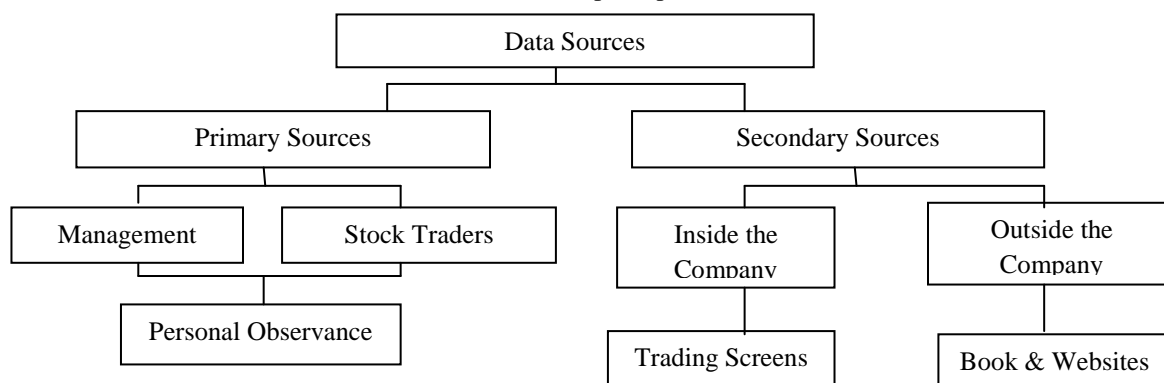 Data Sources
Primary Sources
Secondary Sources
Management
Stock Traders
Inside the
Company
Outside the
Company
Personal Observance
Trading Screens
Book & Websites